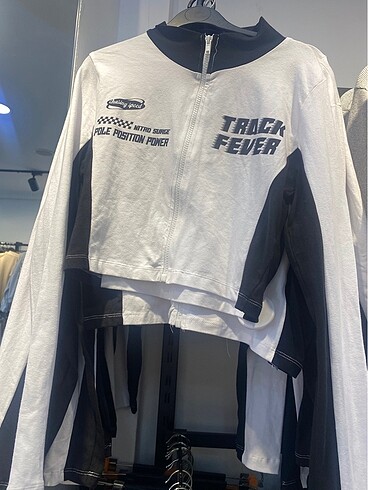 NITRO SURGE
POLE POSITION POWER
TRACK
FEVER